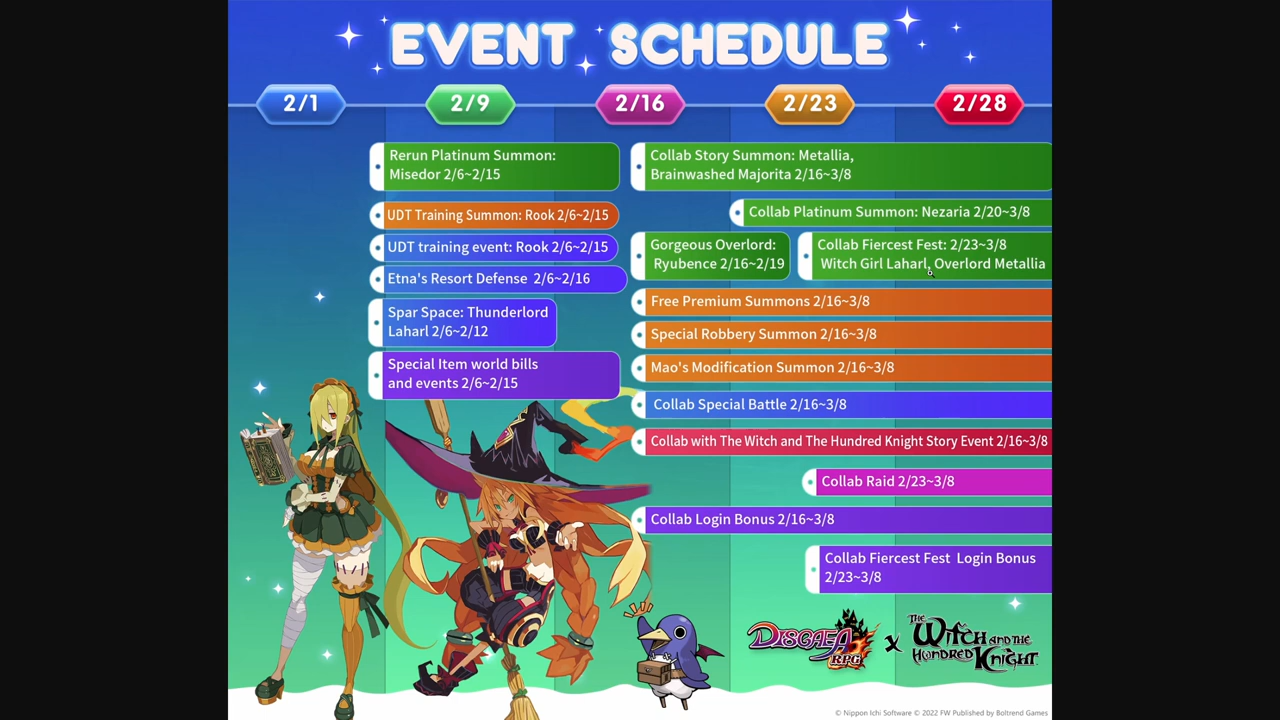 EVENT SCHEDULE
2/1
2/9
2/16
2/23
2/28
Rerun Platinum Summon:
Misedor 2/6~2/15
Collab Story Summon: Metallia,
Brainwashed Majorita 2/16~3/8
UDT Training Summon: Rook 2/6~2/15
Collab Platinum Summon: Nezaria 2/20~3/8
UDT training event: Rook 2/6~2/15
Gorgeous Overlord:
Ryubence 2/16~2/19
Collab Fiercest Fest: 2/23~3/8
Witch Girl Laharl, Overlord Metallia
Etna's Resort Defense 2/6~2/16
Free Premium Summons 2/16~3/8
Spar Space: Thunderlord
Laharl 2/6~2/12
Special Robbery Summon 2/16~3/8
Special Item world bills
and events 2/6~2/15
Mao's Modification Summon 2/16~3/8
Collab Special Battle 2/16~3/8
Collab with The Witch and The Hundred Knight Story Event 2/16~3/8
Collab Raid 2/23~3/8
Collab Login Bonus 2/16~3/8
Collab Fiercest Fest Login Bonus
2/23~3/8
DISGAEA
RPG
x
THE
WITCH AND THE
HUNDRED KNIGHT
© Nippon Ichi Software © 2022 FW Published by Boltrend Games